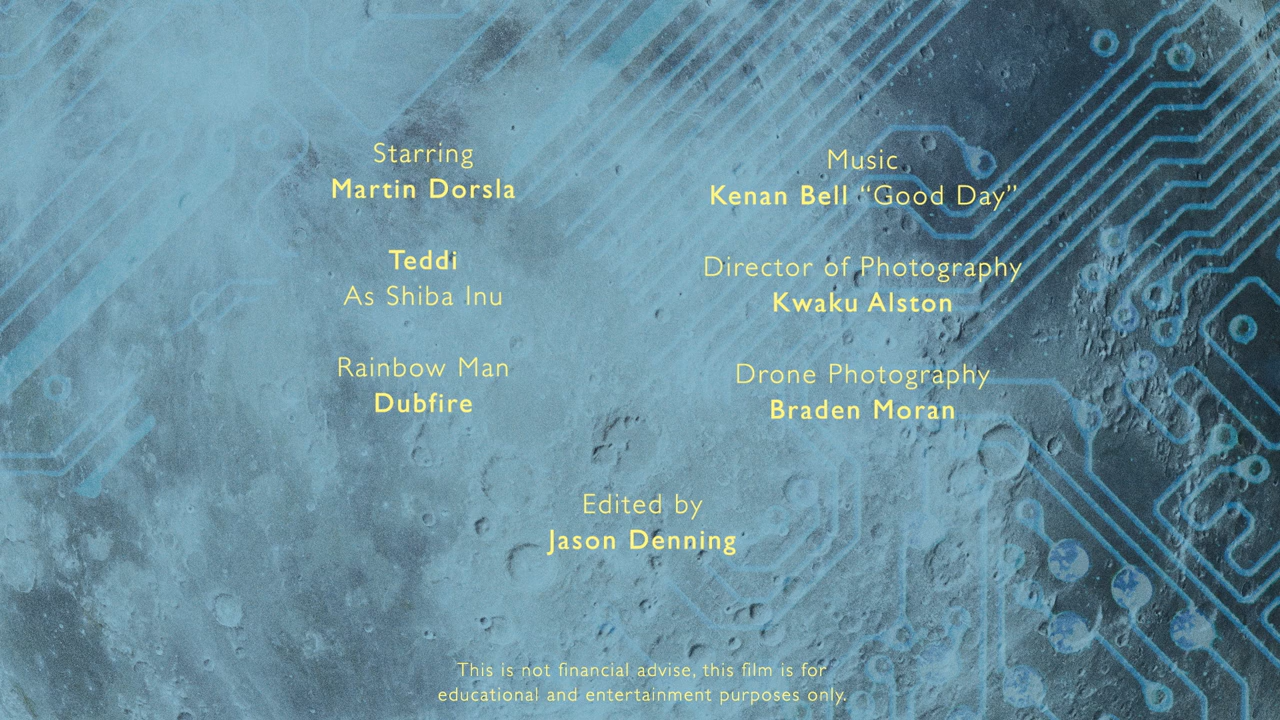 Starring
Martin Dorsla
Teddi
As Shiba Inu
Rainbow Man
Dubfire
Music
Kenan Bell “Good Day”
Director of Photography
Kwaku Alston
Drone Photography
Braden Moran
Edited by
Jason Denning
This is not financial advise, this film is for
educational and entertainment purposes only.